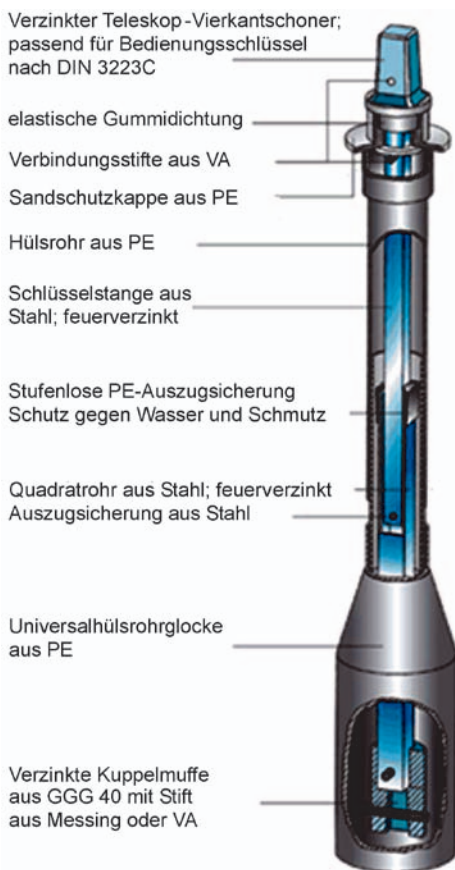 Verzinkter Teleskop-Vierkantschoner;
passend für Bedienungsschlüssel
nach DIN 3223C
elastische Gummidichtung
Verbindungsstifte aus VA
Sandschutzkappe aus PE
Hülsrohr aus PE
Schlüsselstange aus
Stahl; feuerverzinkt
Stufenlose PE-Auszugsicherung
Schutz gegen Wasser und Schmutz
Quadratrohr aus Stahl; feuerverzinkt
Auszugsicherung aus Stahl
Universalhülsrohrglocke
aus PE
Verzinkte Kuppelmuffe
aus GGG 40 mit Stift
aus Messing oder VA